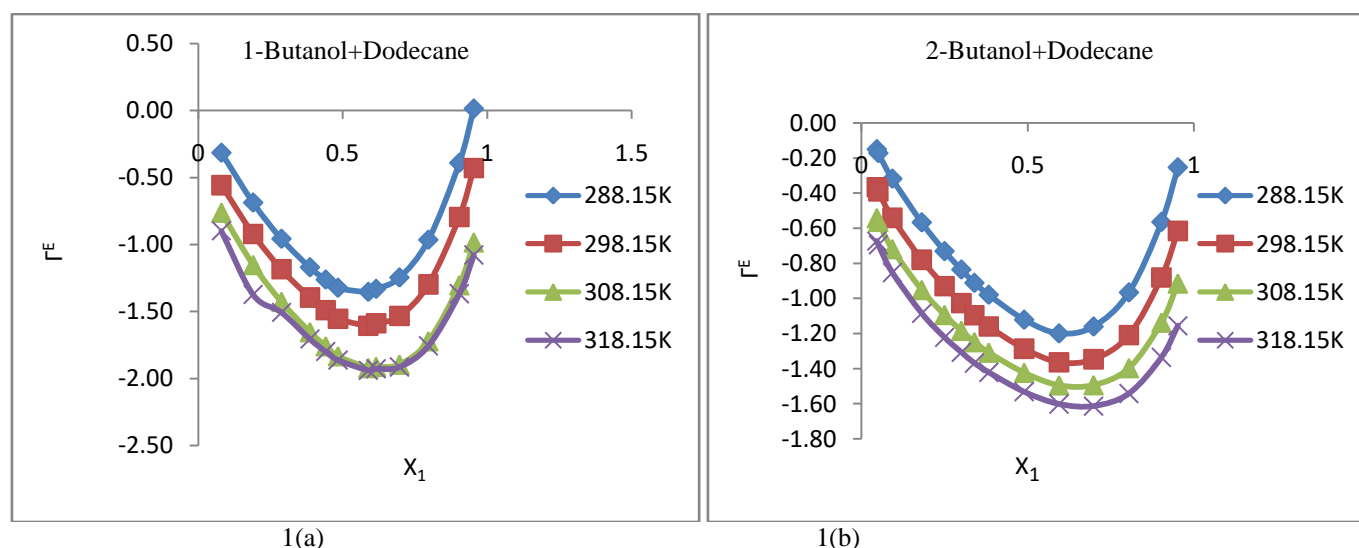 1-Butanol+Dodecane
0.50
0.00
-0.50
-1.00
-1.50
-2.00
-2.50
0 0.5 1 1.5
Γᴱ
X₁
288.15K
298.15K
308.15K
318.15K
1(a)
2-Butanol+Dodecane
0.00
-0.20
-0.40
-0.60
-0.80
-1.00
-1.20
-1.40
-1.60
-1.80
0 0.5 1
Γᴱ
X₁
288.15K
298.15K
308.15K
318.15K
1(b)